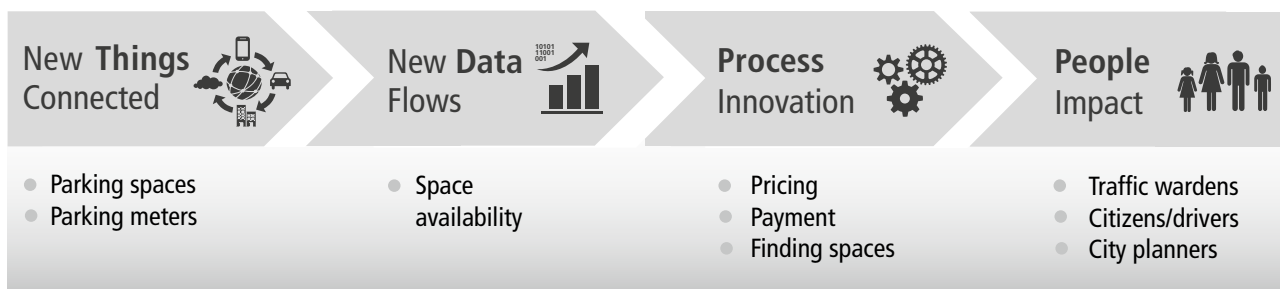 New Things
Connected
10101
11001
001
New Data
Flows
Process
Innovation
People
Impact
Parking spaces
Parking meters
Space
availability
Pricing
Payment
Finding spaces
Traffic wardens
Citizens/drivers
City planners